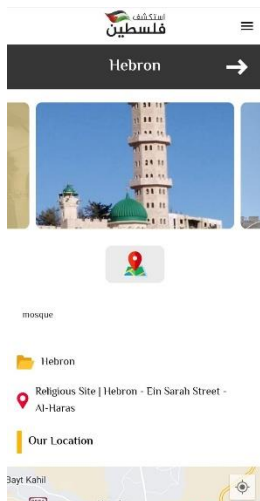 استكشف
فلسطين
Hebron
mosque
Hebron
Religious Site | Hebron - Ein Sarah Street -
Al-Haras
Our Location
Bayt Kahil